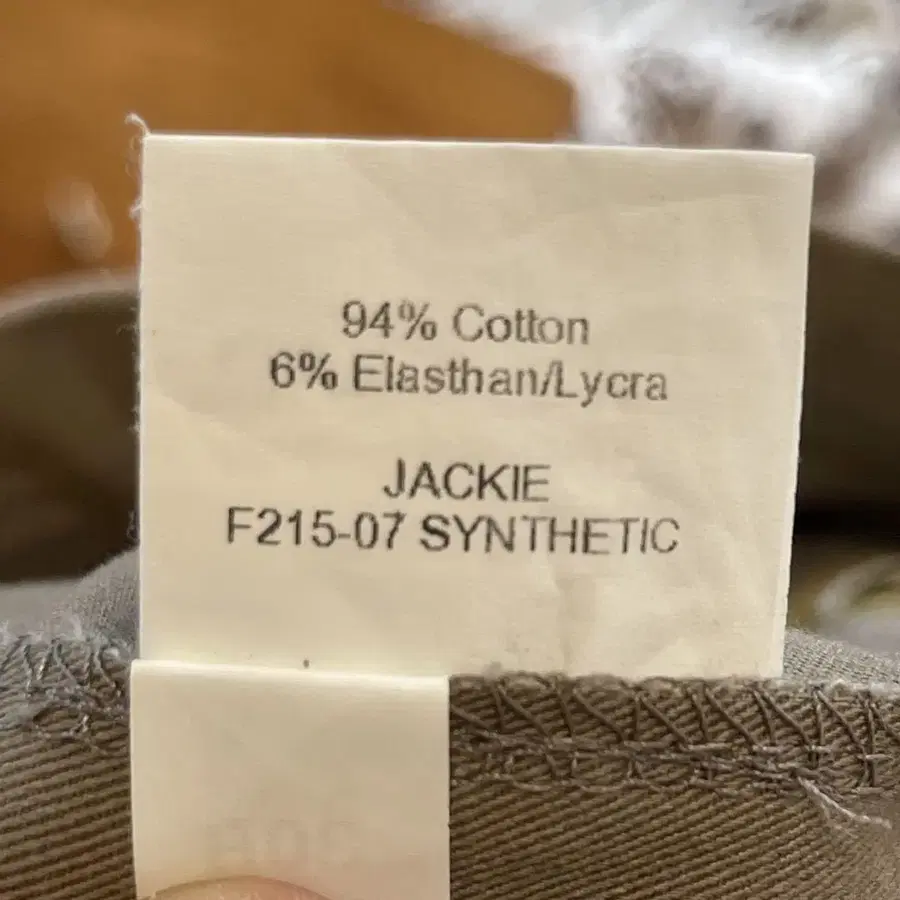 94% Cotton
6% Elasthan/Lycra
JACKIE
F215-07 SYNTHETIC